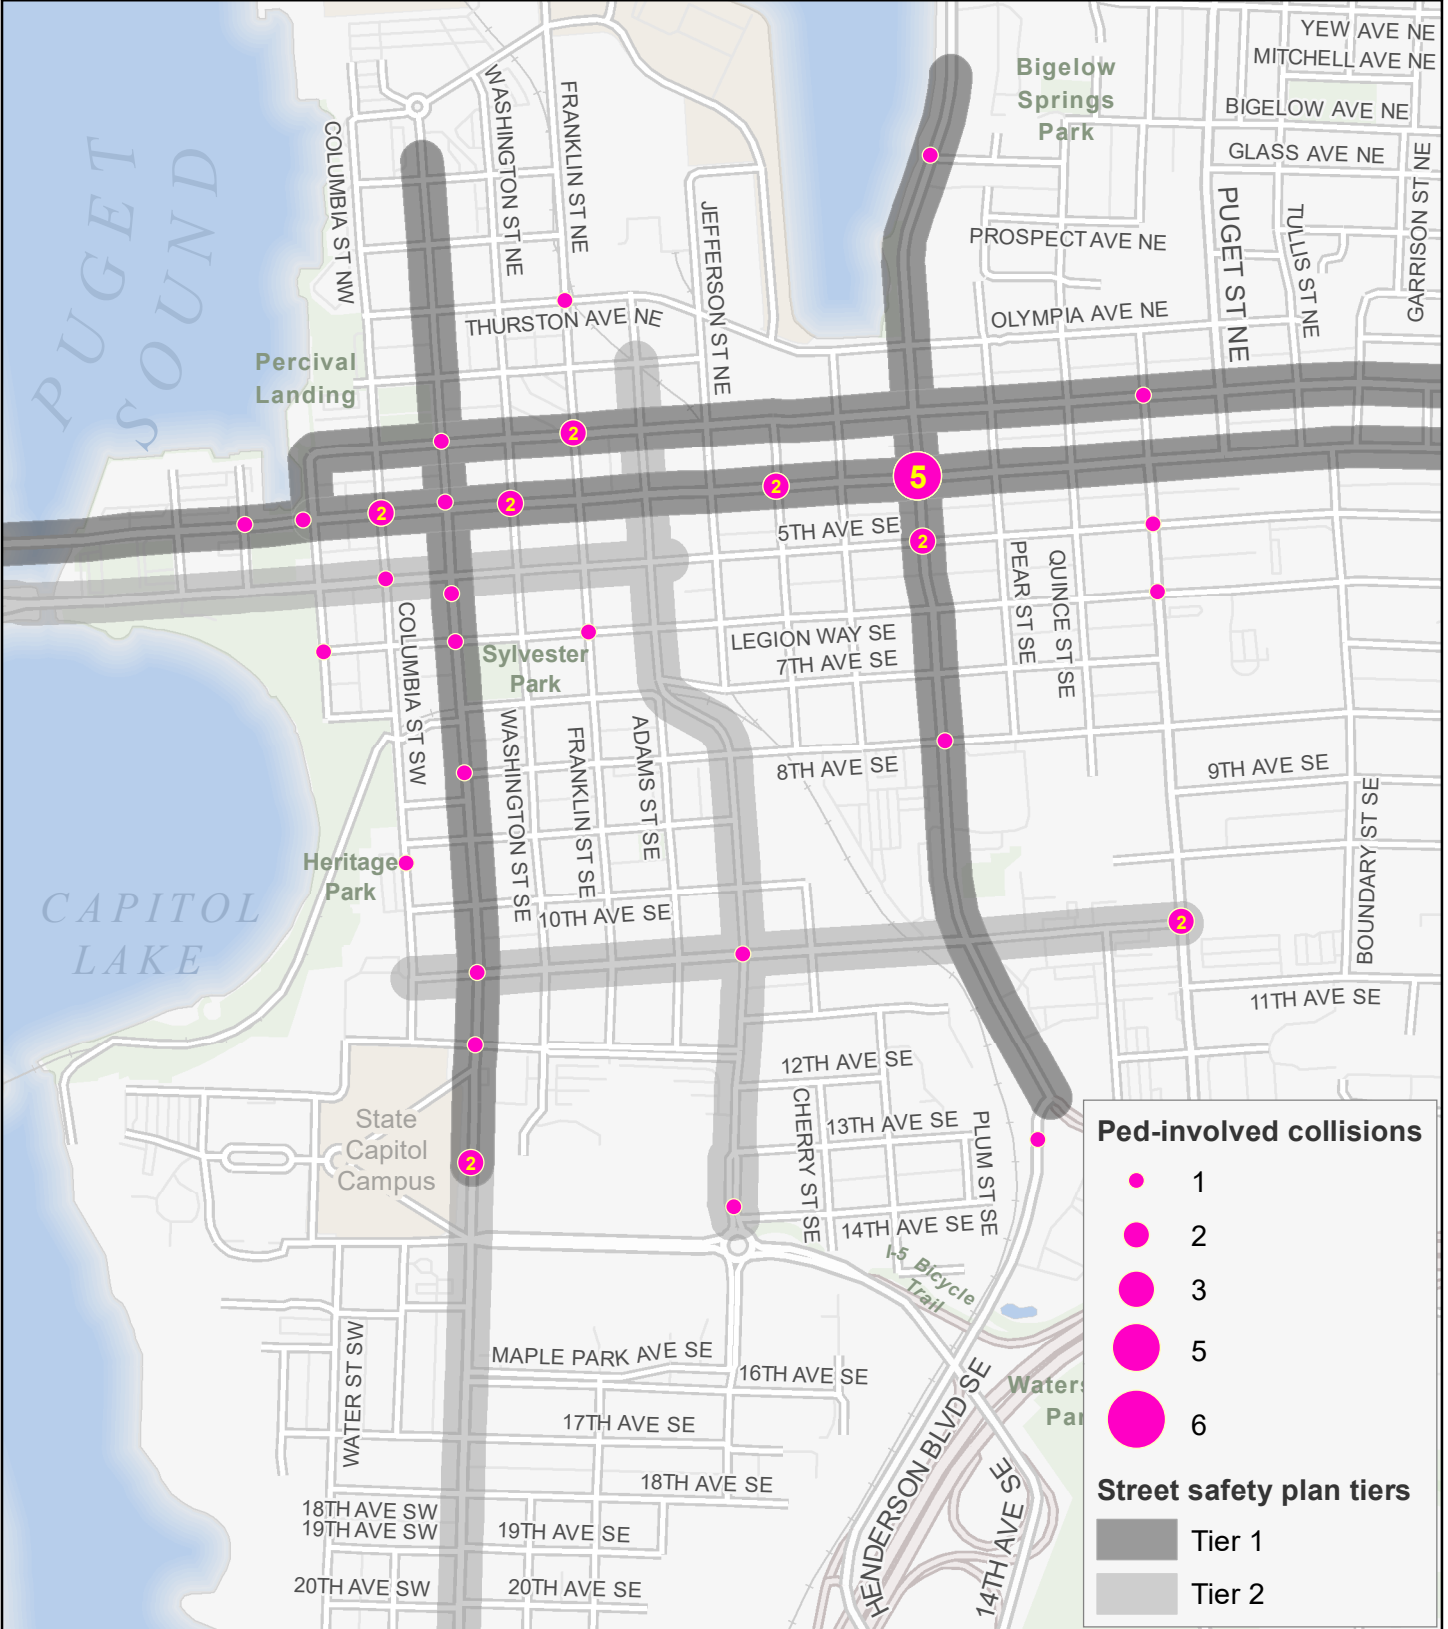 YEW AVE NE
MITCHELL AVE NE
BIGELOW AVE NE
GLASS AVE NE
GARRISON ST NE
Bigelow
Springs
Park
WASHINGTON ST NE
FRANKLIN ST NE
COLUMBIA ST NW
JEFFERSON ST NE
PUGET
SOUND
PUGET ST NE
TULLIS ST NE
PROSPECT AVE NE
OLYMPIA AVE NE
THURSTON AVE NE
Percival
Landing
2
2
2
2
5
2
5TH AVE SE
PEAR ST SE
QUINCE ST SE
LEGION WAY SE
7TH AVE SE
COLUMBIA ST SW
Sylvester
Park
WASHINGTON ST SE
FRANKLIN ST SE
ADAMS ST SE
8TH AVE SE
9TH AVE SE
BOUNDARY ST SE
Heritage
Park
CAPITOL
LAKE
10TH AVE SE
2
11TH AVE SE
12TH AVE SE
CHERRY ST SE
13TH AVE SE
PLUM ST SE
14TH AVE SE
State
Capitol
Campus
2
I-5 Bicycle
Trail
MAPLE PARK AVE SE
16TH AVE SE
WATER ST SW
17TH AVE SE
18TH AVE SE
18TH AVE SW
19TH AVE SW
19TH AVE SE
20TH AVE SW
20TH AVE SE
HENDERSON BLVD SE
14TH AVE SE
Waters
Par
Ped-involved collisions
1
2
3
5
6
Street safety plan tiers
Tier 1
Tier 2